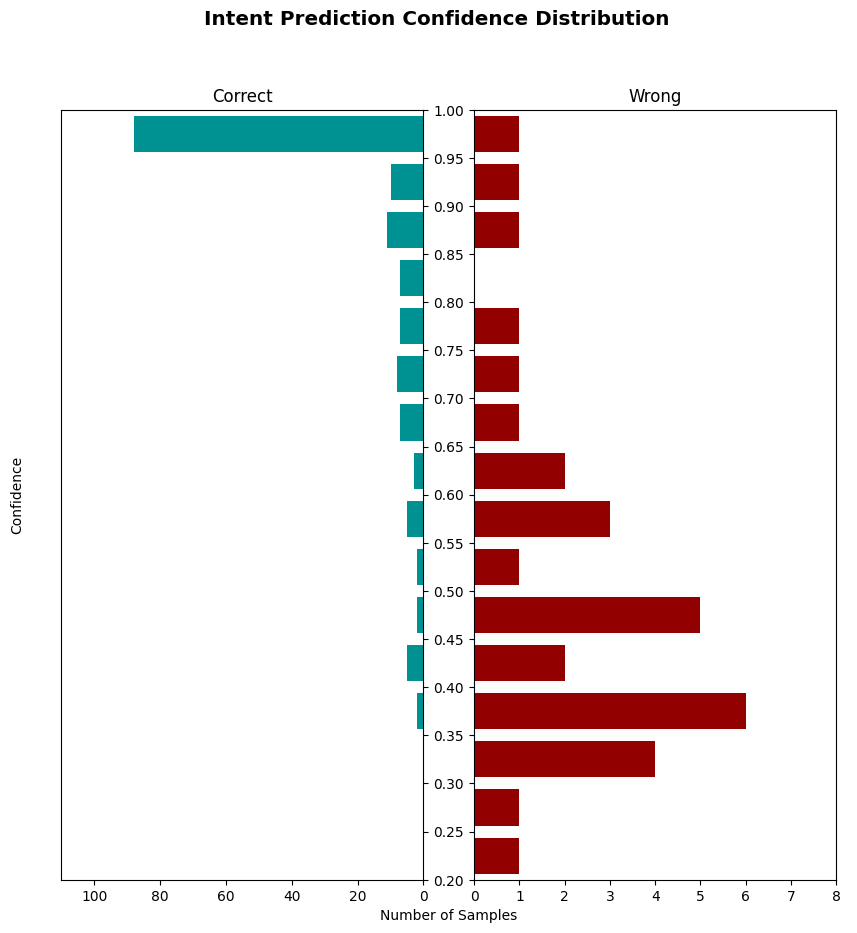 Intent Prediction Confidence Distribution
Correct
Wrong
1.00
0.95
0.90
0.85
0.80
0.75
0.70
0.65
0.60
0.55
0.50
0.45
0.40
0.35
0.30
0.25
0.20
Confidence
100 80 60 40 20 0
0 1 2 3 4 5 6 7 8
Number of Samples